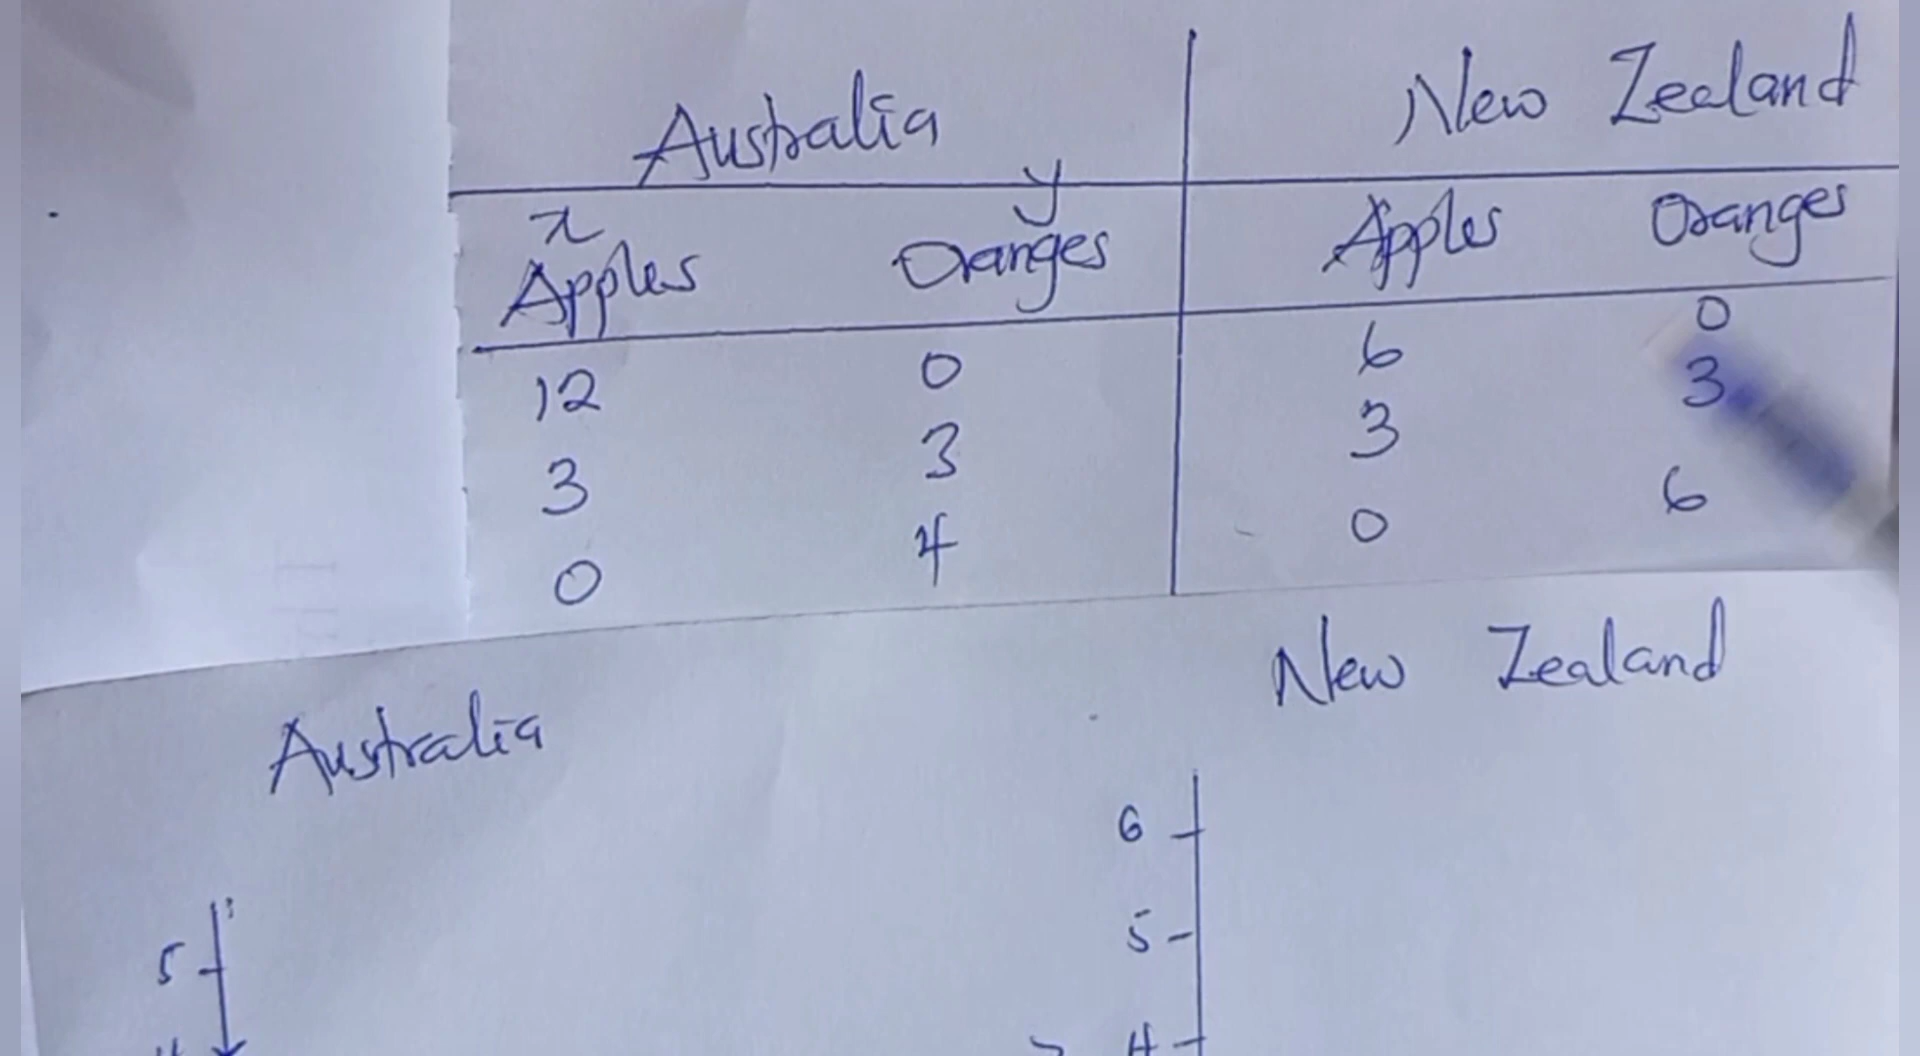 Australia New Zealand
x y
Apples Oranges Apples Oranges
12 0 6 0
3 3 3 3
0 4 0 6
Australia New Zealand
6
5 5
4